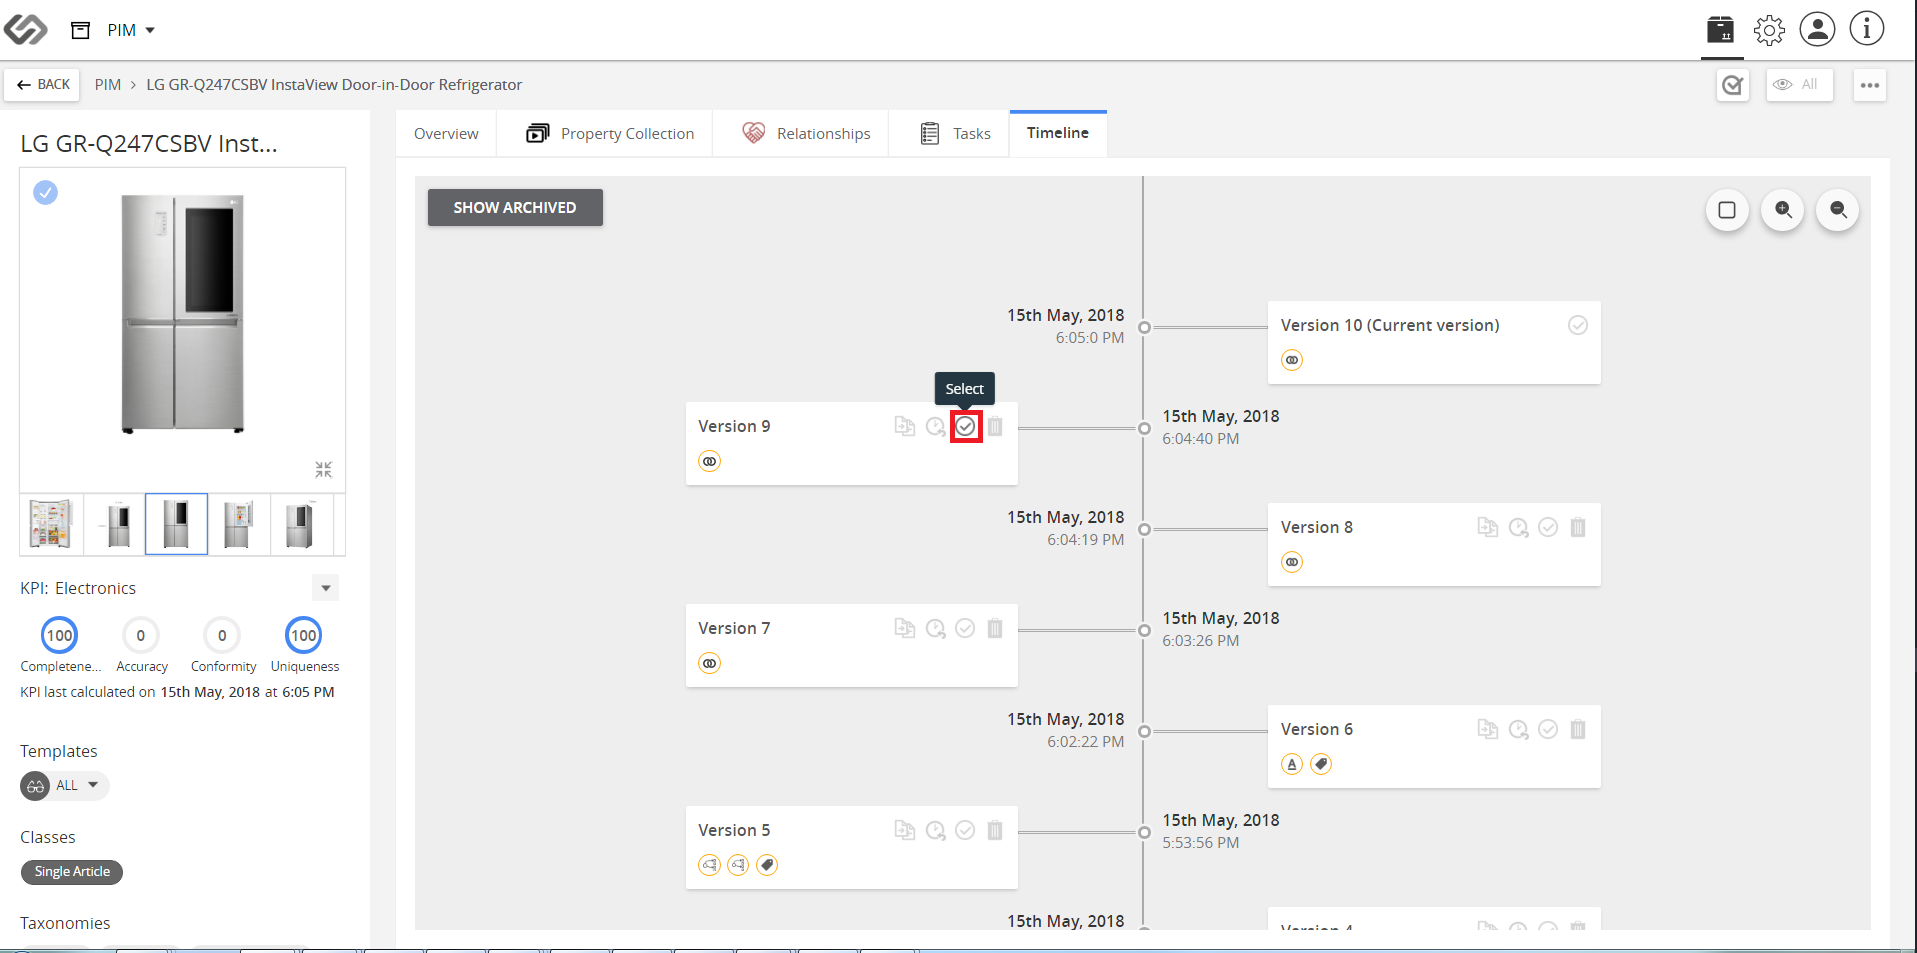 PIM
BACK
PIM > LG GR-Q247CSBV InstaView Door-in-Door Refrigerator
All
LG GR-Q247CSBV Inst...
Overview
Property Collection
Relationships
Tasks
Timeline
SHOW ARCHIVED
15th May, 2018
6:05:0 PM
Version 10 (Current version)
Select
Version 9
15th May, 2018
6:04:40 PM
15th May, 2018
6:04:19 PM
Version 8
Version 7
15th May, 2018
6:03:26 PM
15th May, 2018
6:02:22 PM
Version 6
Version 5
15th May, 2018
5:53:56 PM
15th May, 2018
Version 4
KPI: Electronics
100
0
0
100
Completene...
Accuracy
Conformity
Uniqueness
KPI last calculated on 15th May, 2018 at 6:05 PM
Templates
ALL
Classes
Single Article
Taxonomies